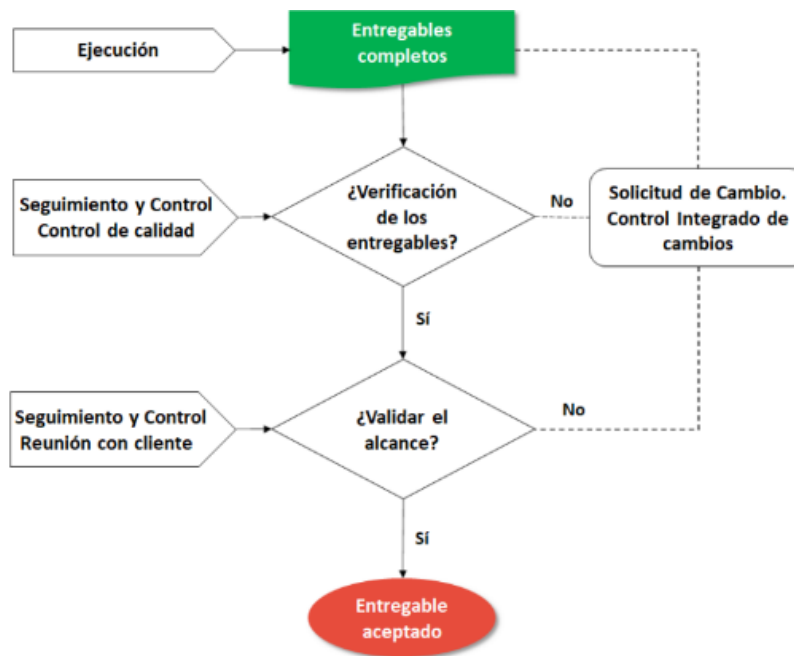 Ejecución
Entregables
completos
Seguimiento y Control
Control de calidad
¿Verificación
de los
entregables?
No
Solicitud de Cambio.
Control Integrado de
cambios
Sí
Seguimiento y Control
Reunión con cliente
¿Validar el
alcance?
No
Sí
Entregable
aceptado